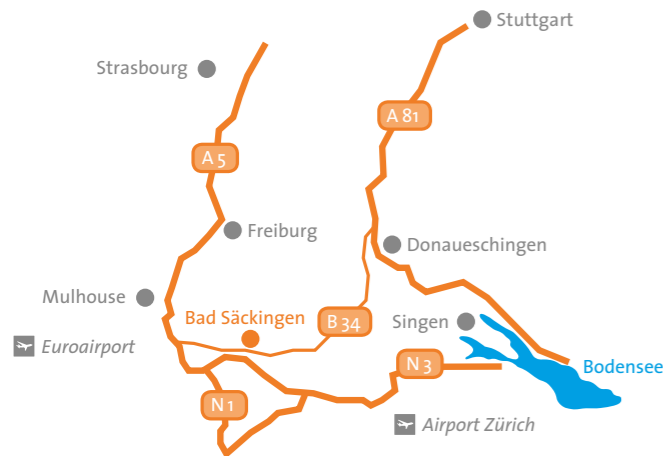 Stuttgart
Strasbourg
A 81
A 5
Freiburg
Donaueschingen
Mulhouse
Bad Säckingen
B 34
Singen
Euroairport
N 3
Bodensee
N 1
Airport Zürich